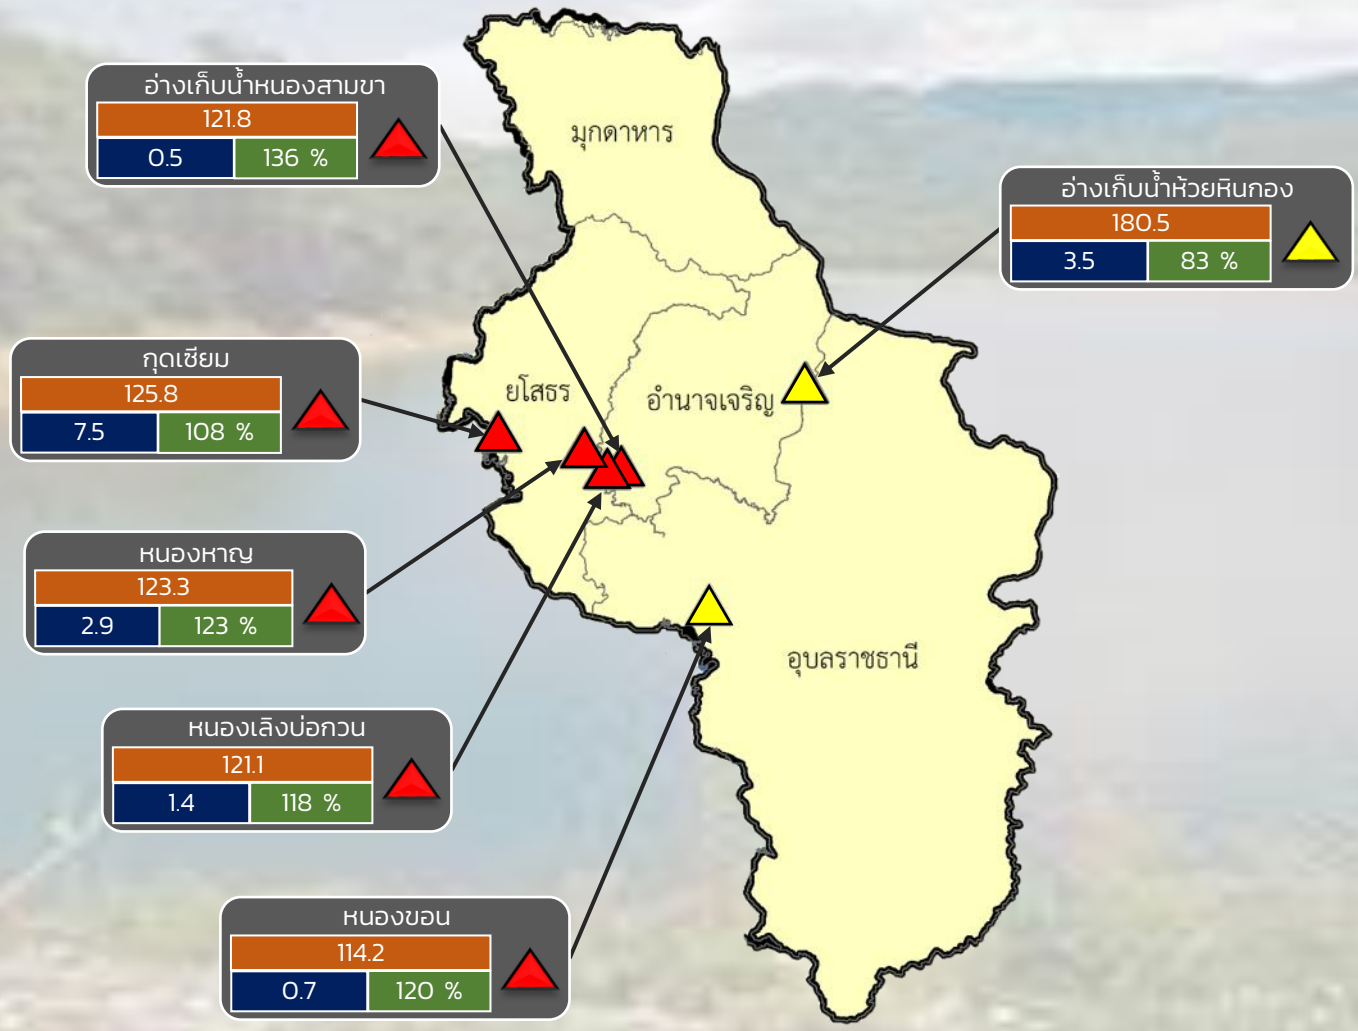 อ่างเก็บน้ำหนองสามขา
121.8
0.5 136 %
มุกดาหาร
อ่างเก็บน้ำห้วยหินกอง
180.5
3.5 83 %
กุดเซียม
125.8
7.5 108 %
ยโสธร
อำนาจเจริญ
หนองหาญ
123.3
2.9 123 %
อุบลราชธานี
หนองเลิงบ่อกวน
121.1
1.4 118 %
หนองขอน
114.2
0.7 120 %